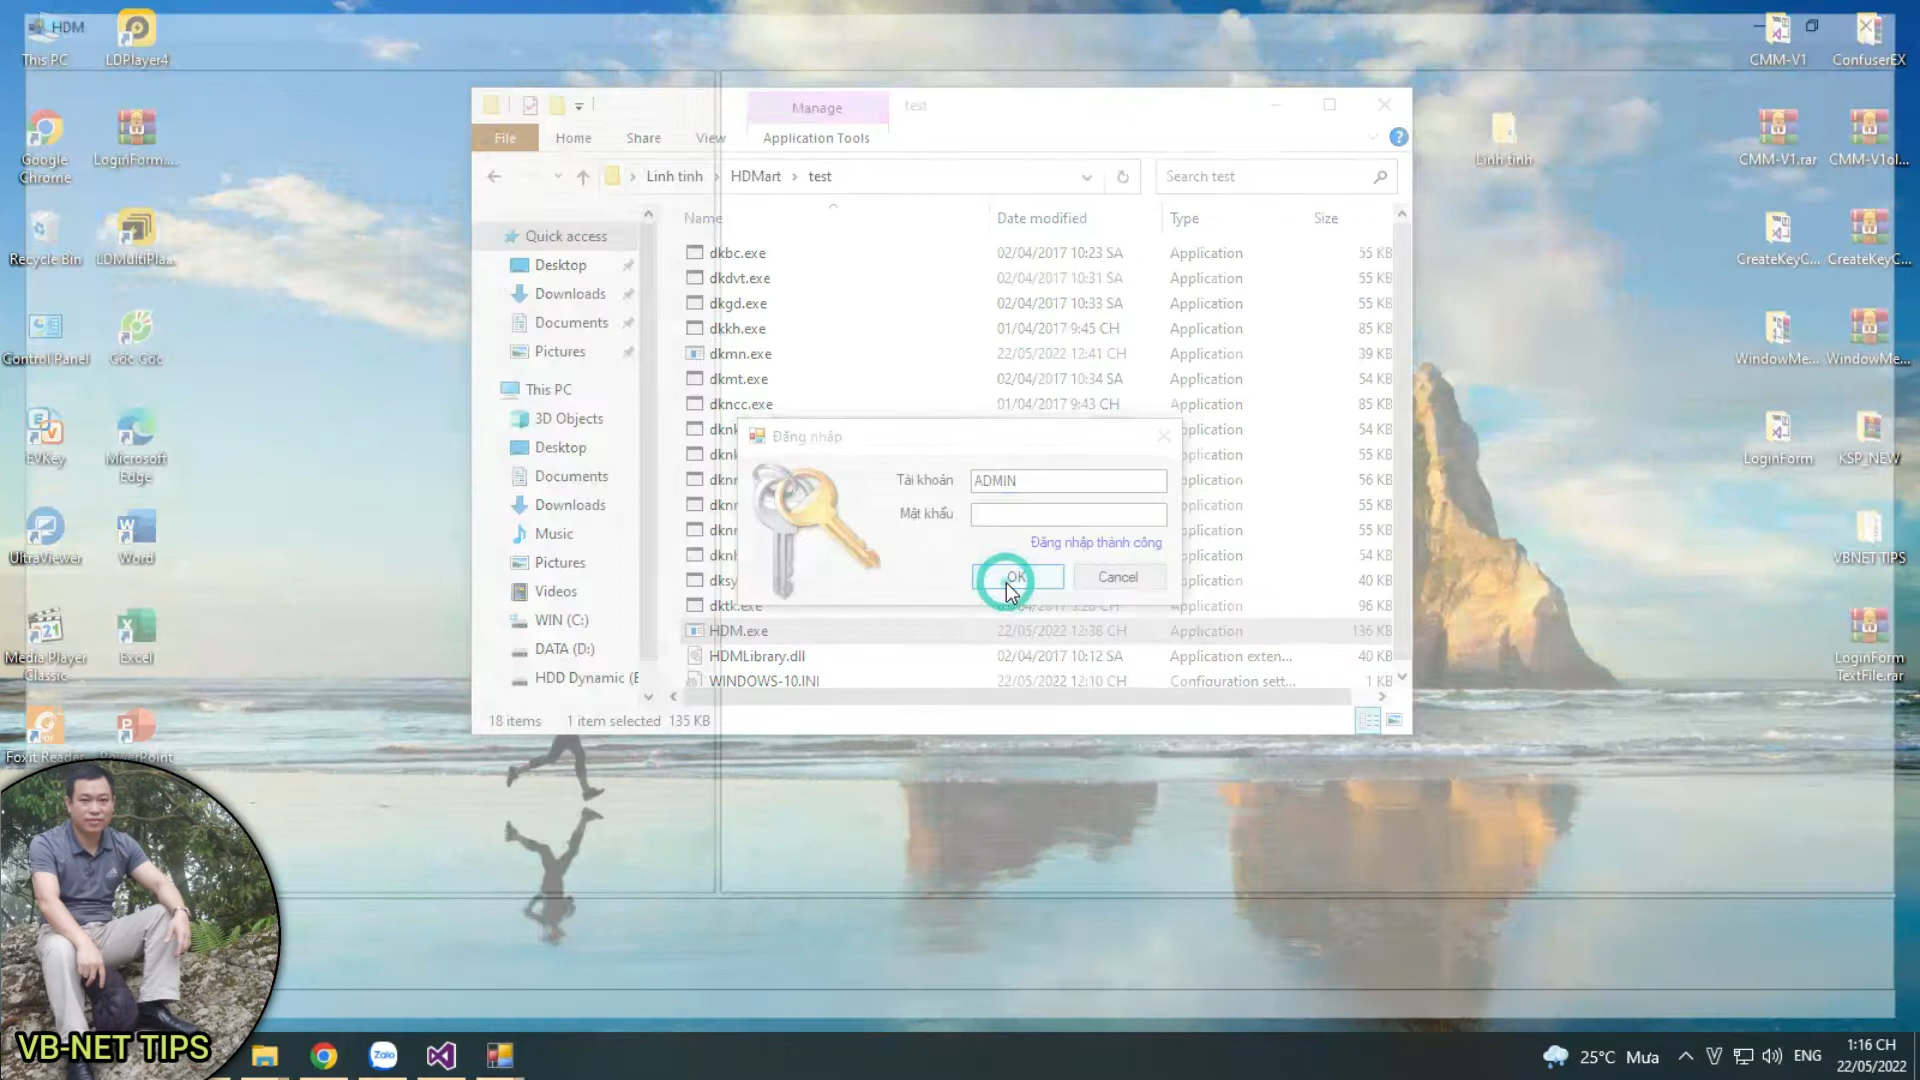 HDM
This PC
LDPlayer4
Google
Chrome
LoginForm....
Recycle Bin
LDMultiPla...
Control Panel
Cốc Cốc
EVKey
Microsoft
Edge
UltraViewer
Word
Media Player
Classic
Excel
Foxit Reader
PowerPoint
VB-NET TIPS
Manage
test
File
Home
Share
View
Application Tools
Linh tinh
HDMart
test
Search test
Name
Date modified
Type
Size
Quick access
Desktop
Downloads
Documents
Pictures
This PC
3D Objects
Desktop
Documents
Downloads
Music
Pictures
Videos
WIN (C:)
DATA (D:)
HDD Dynamic (E
dkbc.exe 02/04/2017 10:23 SA Application 55 KB
dkdvt.exe 02/04/2017 10:31 SA Application 55 KB
dkgd.exe 02/04/2017 10:33 SA Application 55 KB
dkkh.exe 01/04/2017 9:45 CH Application 85 KB
dkmn.exe 22/05/2022 12:41 CH Application 39 KB
dkmt.exe 02/04/2017 10:34 SA Application 54 KB
dkncc.exe 01/04/2017 9:43 CH Application 85 KB
pplication 54 KB
pplication 55 KB
pplication 56 KB
pplication 55 KB
pplication 55 KB
pplication 54 KB
dksy pplication 40 KB
dktk.exe Application 96 KB
HDM.exe 22/05/2022 12:38 CH Application 136 KB
HDMLibrary.dll 02/04/2017 10:12 SA Application exten... 40 KB
WINDOWS-10.INI 22/05/2022 12:10 CH Configuration sett... 1 KB
18 items 1 item selected 135 KB
Đăng nhập
Tài khoản
ADMIN
Mật khẩu
Đăng nhập thành công
OK
Cancel
Linh tinh
CMM-V1
ConfuserEX
CMM-V1.rar
CMM-V1ol...
CreateKeyC...
CreateKeyC...
WindowMe...
WindowMe...
LoginForm
KSP_NEW
VBNET TIPS
LoginForm
TextFile.rar
Zalo
25°C Mưa
ENG
1:16 CH
22/05/2022